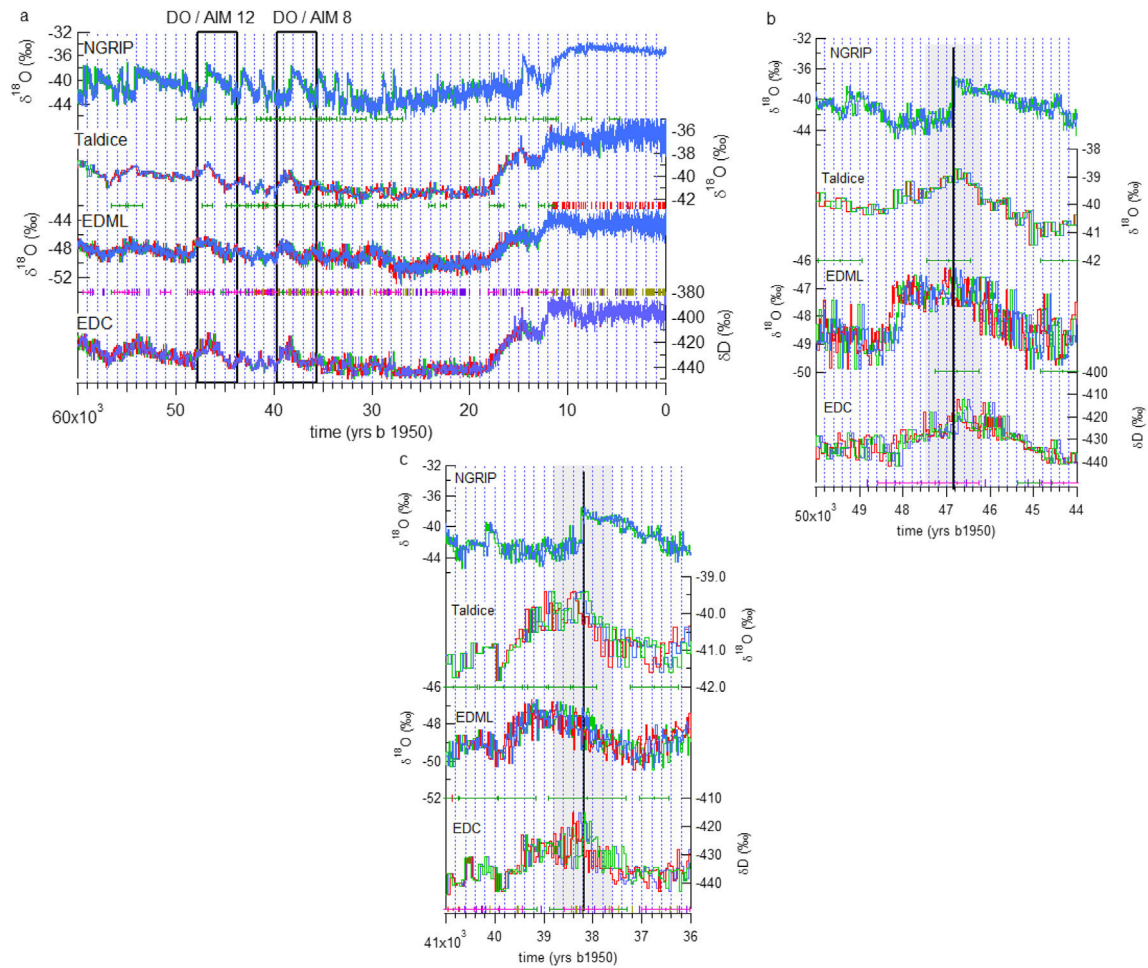 a
DO / AIM 12
DO / AIM 8
NGRIP
Taldice
EDML
EDC
δ18O (‰)
-32
-36
-40
-44
δ18O (‰)
-36
-38
-40
-42
δ18O (‰)
-44
-48
-52
δD (‰)
-380
-400
-440
60x10³
50
40
30
20
10
0
time (yrs b 1950)
b
NGRIP
Taldice
EDML
EDC
δ18O (‰)
-32
-36
-40
-44
δ18O (‰)
-38
-39
-40
-41
-42
δ18O (‰)
-46
-47
-48
-49
-50
δD (‰)
-400
-410
-420
-430
-440
50x10³
49
48
47
46
45
44
time (yrs b1950)
c
NGRIP
Taldice
EDML
EDC
δ18O (‰)
-32
-36
-40
-44
δ18O (‰)
-39.0
-40.0
-41.0
-42.0
δ18O (‰)
-46
-48
-50
-52
δD (‰)
-410
-420
-430
-440
41x10³
40
39
38
37
36
time (yrs b1950)